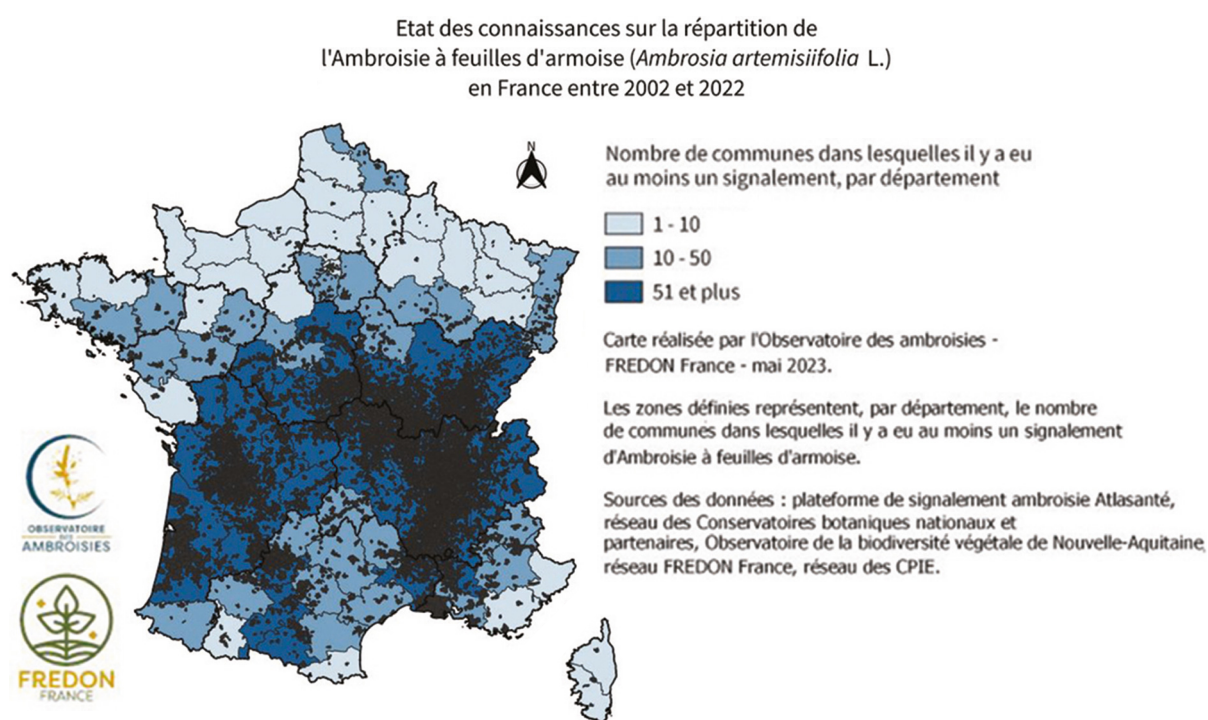 Etat des connaissances sur la répartition de
l'Ambroisie à feuilles d'armoise (Ambrosia artemisiifolia L.)
en France entre 2002 et 2022
N
Nombre de communes dans lesquelles il y a eu
au moins un signalement, par département
1 - 10
10 - 50
51 et plus
Carte réalisée par l'Observatoire des ambroisies -
FREDON France - mai 2023.
Les zones définies représentent, par département, le nombre
de communes dans lesquelles il y a eu au moins un signalement
d'Ambroisie à feuilles d'armoise.
Sources des données : plateforme de signalement ambroisie Atlasanté,
réseau des Conservatoires botaniques nationaux et
partenaires, Observatoire de la biodiversité végétale de Nouvelle-Aquitaine,
réseau FREDON France, réseau des CPIE.
OBSERVATOIRE
DES
AMBROISIES
FREDON
FRANCE